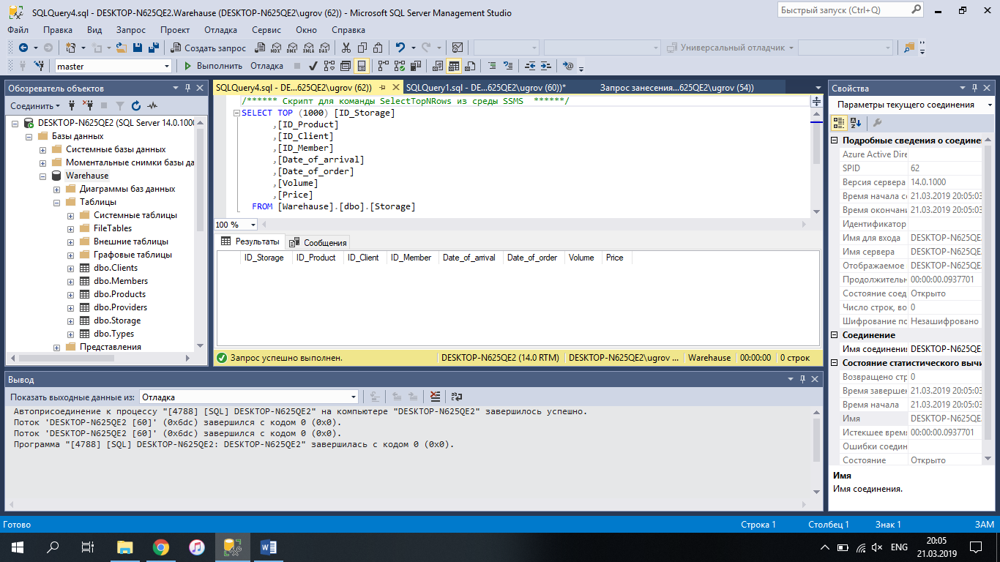 SQLQuery4.sql - DESKTOP-N625QE2.Warehause (DESKTOP-N625QE2\ugrov (62)) - Microsoft SQL Server Management Studio
Быстрый запуск (Ctrl+Q)
Файл Правка Вид Запрос Проект Отладка Сервис Окно Справка
Создать запрос MDX DMX XMLA DAX Универсальный отладчик
master Выполнить Отладка
Обозреватель объектов
Соединить
DESKTOP-N625QE2 (SQL Server 14.0.1000
Базы данных
Системные базы данных
Моментальные снимки базы да
Warehause
Диаграммы баз данных
Таблицы
Системные таблицы
FileTables
Внешние таблицы
Графовые таблицы
dbo.Clients
dbo.Members
dbo.Products
dbo.Providers
dbo.Storage
dbo.Types
Представления
SQLQuery4.sql - DE...625QE2\ugrov (62)) SQLQuery1.sql - DE...625QE2\ugrov (60))* Запрос занесения...625QE2\ugrov (54))
/****** Скрипт для команды SelectTopNRows из среды SSMS ******/
SELECT TOP (1000) [ID_Storage]
,[ID_Product]
,[ID_Client]
,[ID_Member]
,[Date_of_arrival]
,[Date_of_order]
,[Volume]
,[Price]
FROM [Warehause].[dbo].[Storage]
100 %
Результаты Сообщения
ID_Storage ID_Product ID_Client ID_Member Date_of_arrival Date_of_order Volume Price
Запрос успешно выполнен. DESKTOP-N625QE2 (14.0 RTM) DESKTOP-N625QE2\ugrov ... Warehause 00:00:00 0 строк
Свойства
Параметры текущего соединения
Подробные сведения о соедине
Azure Active Dire
SPID 62
Версия сервера 14.0.1000
Время начала со 21.03.2019 20:05:03
Время окончани 21.03.2019 20:05:03
Идентификатор
Имя для входа DESKTOP-N625QE
Имя сервера DESKTOP-N625QE
Отображаемое DESKTOP-N625QE
Продолжительн 00:00:00.0937701
Состояние соед Открыто
Число строк, во 0
Шифрование по Незашифровано
Соединение
Имя соединения DESKTOP-N625QE
Состояние статистического вычи
Возвращено стр 0
Время завершен 21.03.2019 20:05:03
Время начала 21.03.2019 20:05:03
Имя DESKTOP-N625QE
Истекшее время 00:00:00.0937701
Ошибки соедин
Состояние Открыто
Имя
Имя соединения.
Вывод
Показать выходные данные из: Отладка
Автоприсоединение к процессу "[4788] [SQL] DESKTOP-N625QE2" на компьютере "DESKTOP-N625QE2" завершилось успешно.
Поток 'DESKTOP-N625QE2 [60]' (0x6dc) завершился с кодом 0 (0x0).
Поток 'DESKTOP-N625QE2 [60]' (0x6dc) завершился с кодом 0 (0x0).
Программа "[4788] [SQL] DESKTOP-N625QE2: DESKTOP-N625QE2" завершилась с кодом 0 (0x0).
Готово Строка 1 Столбец 1 Знак 1 ЗАМ
ENG
20:05
21.03.2019